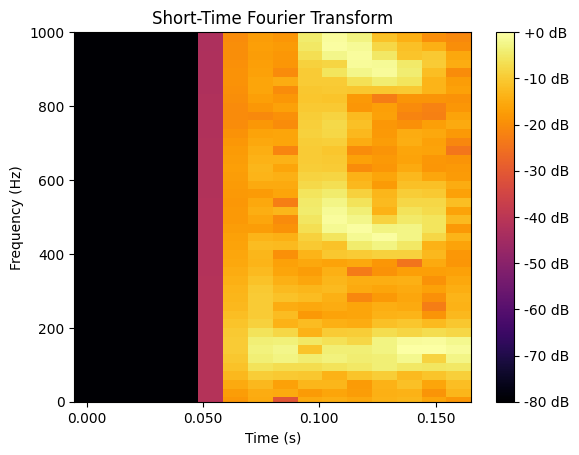 Short-Time Fourier Transform
1000
800
600
400
200
0
Frequency (Hz)
0.000
0.050
0.100
0.150
Time (s)
+0 dB
-10 dB
-20 dB
-30 dB
-40 dB
-50 dB
-60 dB
-70 dB
-80 dB